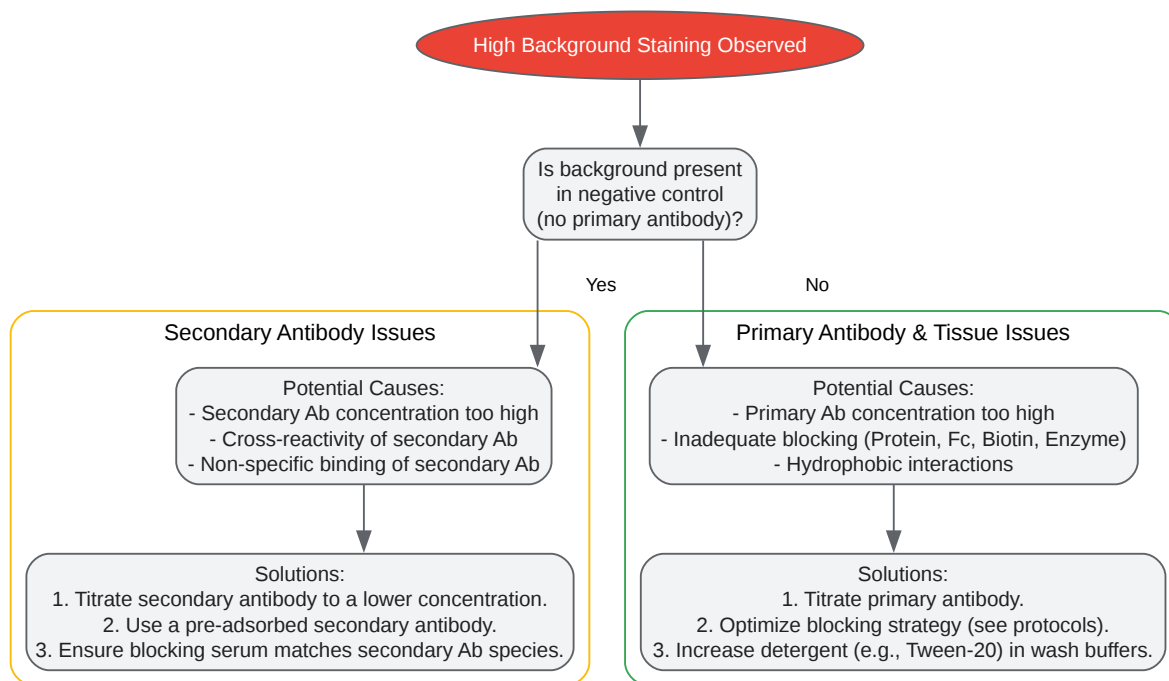 High Background Staining Observed
Is background present
in negative control
(no primary antibody)?
Yes
No
Secondary Antibody Issues
Potential Causes:
- Secondary Ab concentration too high
- Cross-reactivity of secondary Ab
- Non-specific binding of secondary Ab
Solutions:
1. Titrate secondary antibody to a lower concentration.
2. Use a pre-adsorbed secondary antibody.
3. Ensure blocking serum matches secondary Ab species.
Primary Antibody & Tissue Issues
Potential Causes:
- Primary Ab concentration too high
- Inadequate blocking (Protein, Fc, Biotin, Enzyme)
- Hydrophobic interactions
Solutions:
1. Titrate primary antibody.
2. Optimize blocking strategy (see protocols).
3. Increase detergent (e.g., Tween-20) in wash buffers.